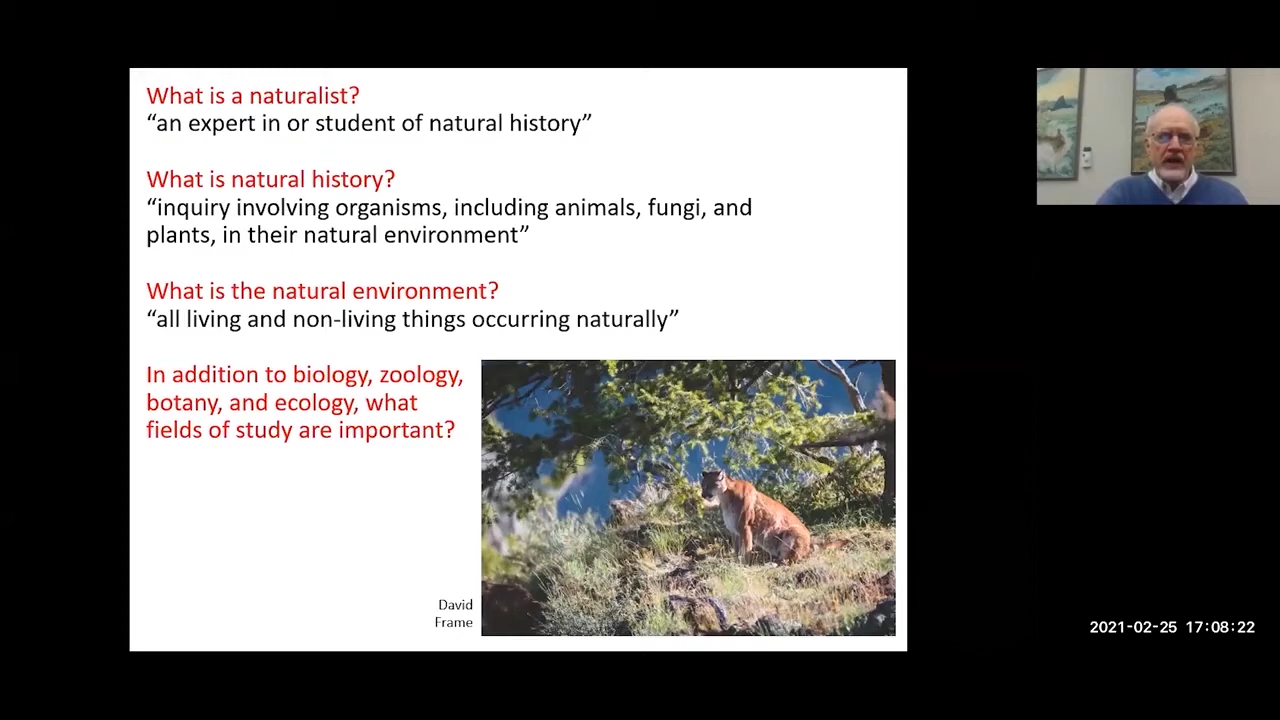 What is a naturalist?
“an expert in or student of natural history”
What is natural history?
“inquiry involving organisms, including animals, fungi, and
plants, in their natural environment”
What is the natural environment?
“all living and non-living things occurring naturally”
In addition to biology, zoology,
botany, and ecology, what
fields of study are important?
David
Frame
2021-02-25 17:08:22